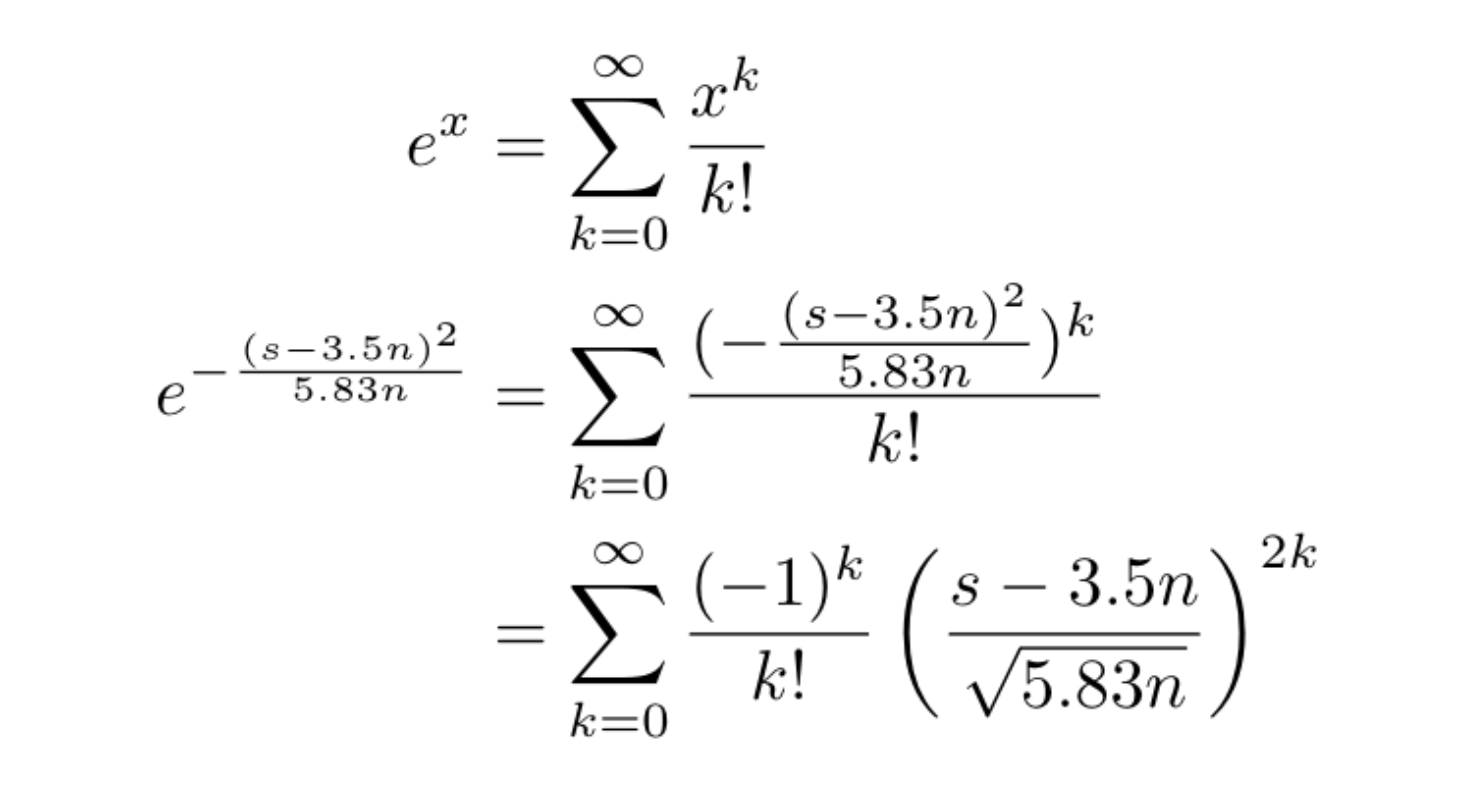 e^x = \sum_{k=0}^{\infty} \frac{x^k}{k!}
e^{-\frac{(s-3.5n)^2}{5.83n}} = \sum_{k=0}^{\infty} \frac{(-\frac{(s-3.5n)^2}{5.83n})^k}{k!}
= \sum_{k=0}^{\infty} \frac{(-1)^k}{k!} \left( \frac{s-3.5n}{\sqrt{5.83n}} \right)^{2k}